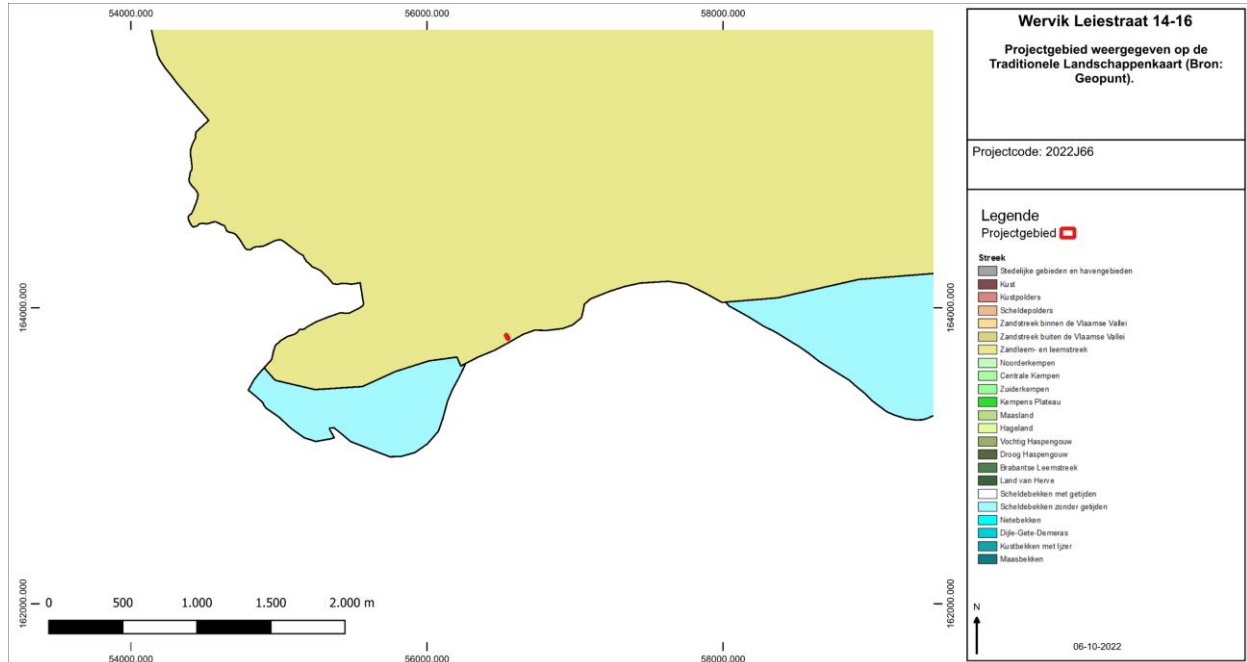 54000.000
56000.000
58000.000
164000.000
164000.000
162000.000
162000.000
0 500 1.000 1.500 2.000 m
54000.000
56000.000
58000.000
Wervik Leiestraat 14-16
Projectgebied weergegeven op de
Traditionele Landschappenkaart (Bron:
Geopunt).
Projectcode: 2022J66
Legende
Projectgebied
Streek
Stedelijke gebieden en havengebieden
Kust
Kustpolders
Scheldepolders
Zandstreek binnen de Vlaamse Vallei
Zandstreek buiten de Vlaamse Vallei
Zandleem- en leemstreek
Noorderkempen
Centrale Kempen
Zuiderkempen
Kempens Plateau
Maasland
Hageland
Vochtig Haspengouw
Droog Haspengouw
Brabantse Leemstreek
Land van Herve
Scheldebekken met getijden
Scheldebekken zonder getijden
Netebekken
Dijle-Gete-Demeras
Kustbekken met Ijzer
Maasbekken
N
06-10-2022